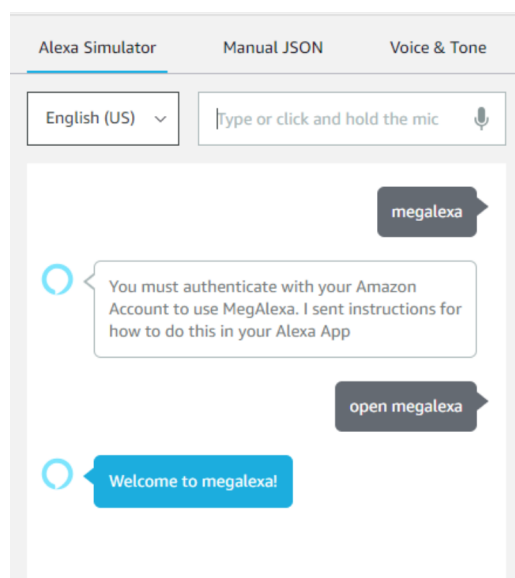 Alexa Simulator Manual JSON Voice & Tone
English (US) Type or click and hold the mic
megalexa
You must authenticate with your Amazon
Account to use MegAlexa. I sent instructions for
how to do this in your Alexa App
open megalexa
Welcome to megalexa!